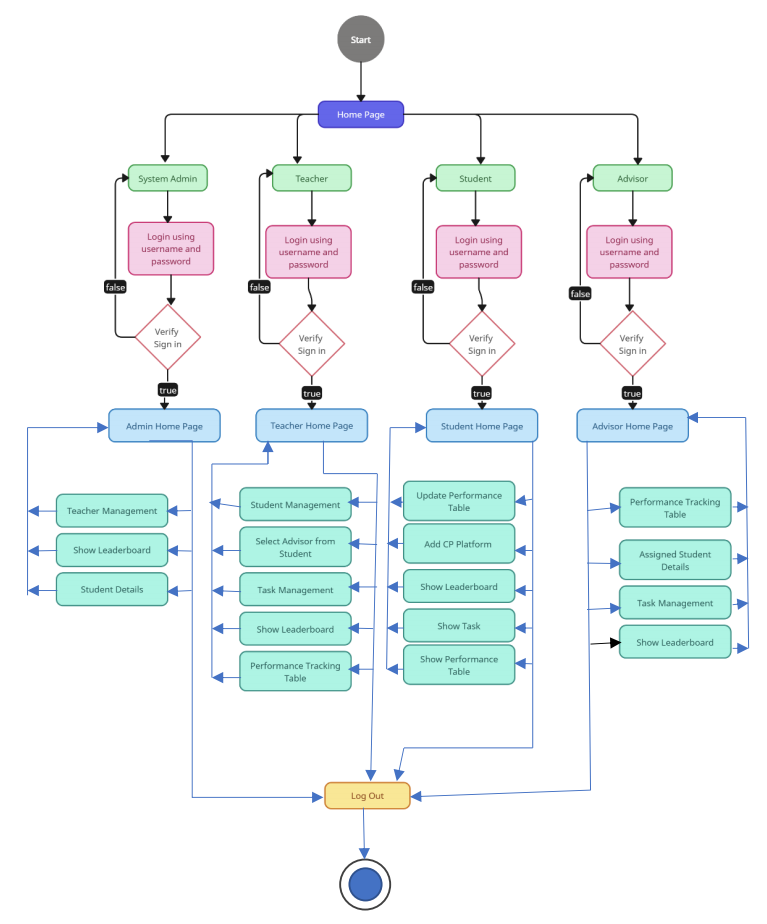 Start
Home Page
System Admin
Teacher
Student
Advisor
Login using
username and
password
Login using
username and
password
Login using
username and
password
Login using
username and
password
false
false
false
false
Verify
Sign in
Verify
Sign in
Verify
Sign in
Verify
Sign in
true
true
true
true
Admin Home Page
Teacher Home Page
Student Home Page
Advisor Home Page
Teacher Management
Show Leaderboard
Student Details
Student Management
Select Advisor from
Student
Task Management
Show Leaderboard
Performance Tracking
Table
Update Performance
Table
Add CP Platform
Show Leaderboard
Show Task
Show Performance
Table
Performance Tracking
Table
Assigned Student
Details
Task Management
Show Leaderboard
Log Out